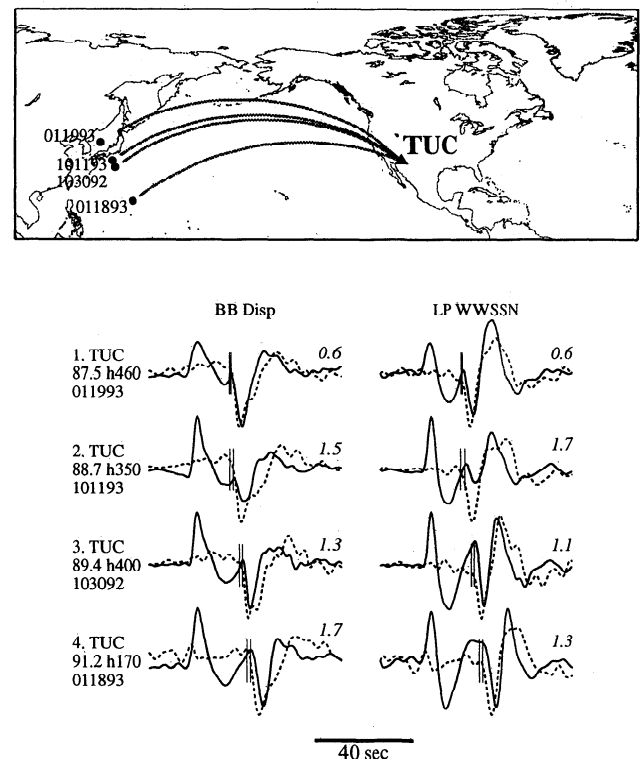 TUC
011993
101193
103092
011893
BB Disp
LP WWSSN
1. TUC
87.5 h460
011993
0.6
0.6
2. TUC
88.7 h350
101193
1.5
1.7
3. TUC
89.4 h400
103092
1.3
1.1
4. TUC
91.2 h170
011893
1.7
1.3
40 sec